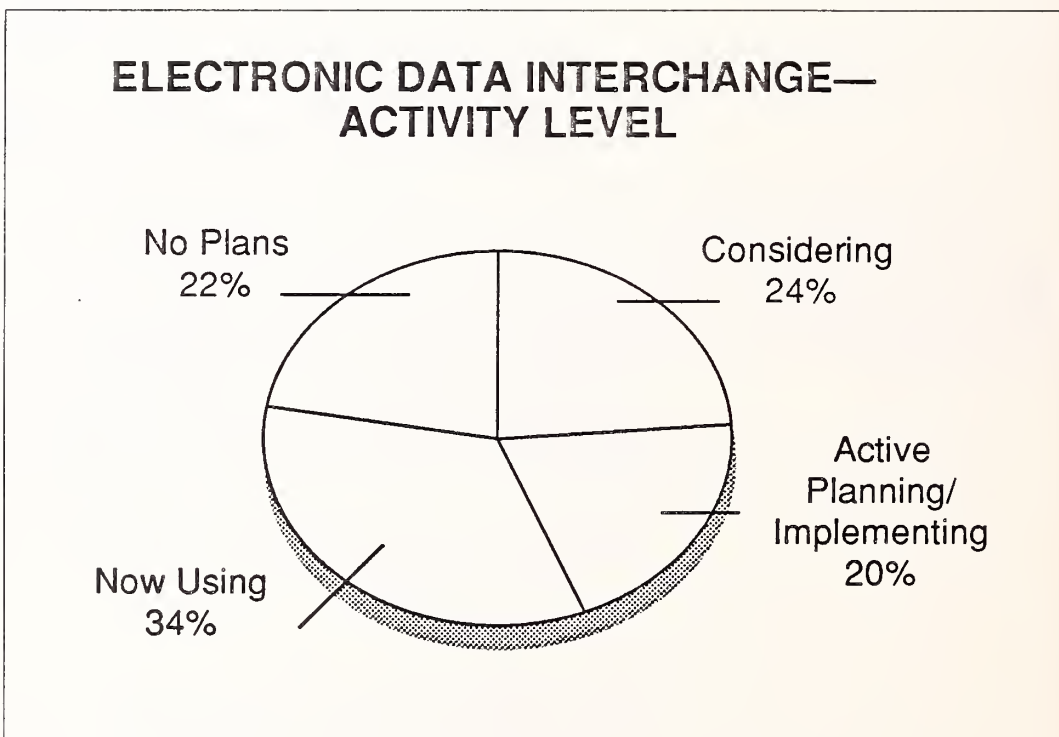 ELECTRONIC DATA INTERCHANGE—
ACTIVITY LEVEL
No Plans
22%
Considering
24%
Active
Planning/
Implementing
20%
Now Using
34%